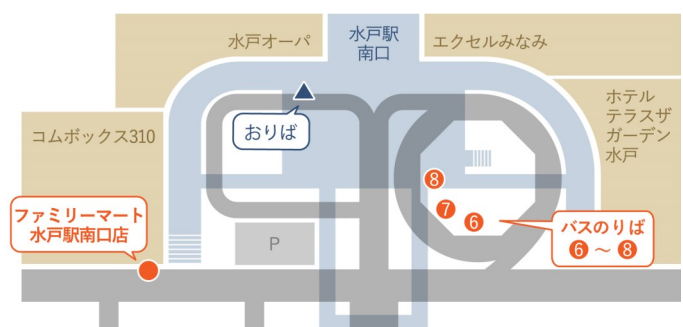 水戸オーパ
水戸駅
南口
エクセルみなみ
ホテル
テラスザ
ガーデン
水戸
コムボックス310
おりば
ファミリーマート
水戸駅南口店
P
8
7
6
バスのりば
6 ～ 8